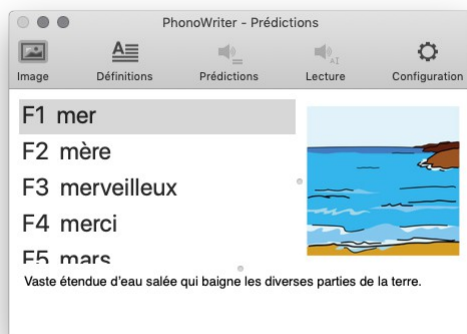 PhonoWriter - Prédictions
Image Définitions Prédictions Lecture Configuration
F1 mer
F2 mère
F3 merveilleux
F4 merci
F5 mars
Vaste étendue d'eau salée qui baigne les diverses parties de la terre.